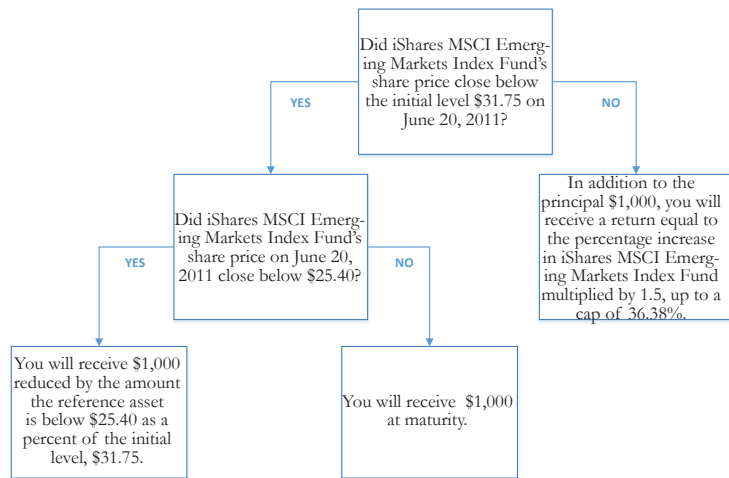 Did iShares MSCI Emerg-
ing Markets Index Fund's
share price close below
the initial level $31.75 on
June 20, 2011?
YES
NO
Did iShares MSCI Emerg-
ing Markets Index Fund's
share price on June 20,
2011 close below $25.40?
In addition to the
principal $1,000, you will
receive a return equal to
the percentage increase
in iShares MSCI Emerg-
ing Markets Index Fund
multiplied by 1.5, up to a
cap of 36.38%.
YES
NO
You will receive $1,000
reduced by the amount
the reference asset
is below $25.40 as a
percent of the initial
level, $31.75.
You will receive $1,000
at maturity.